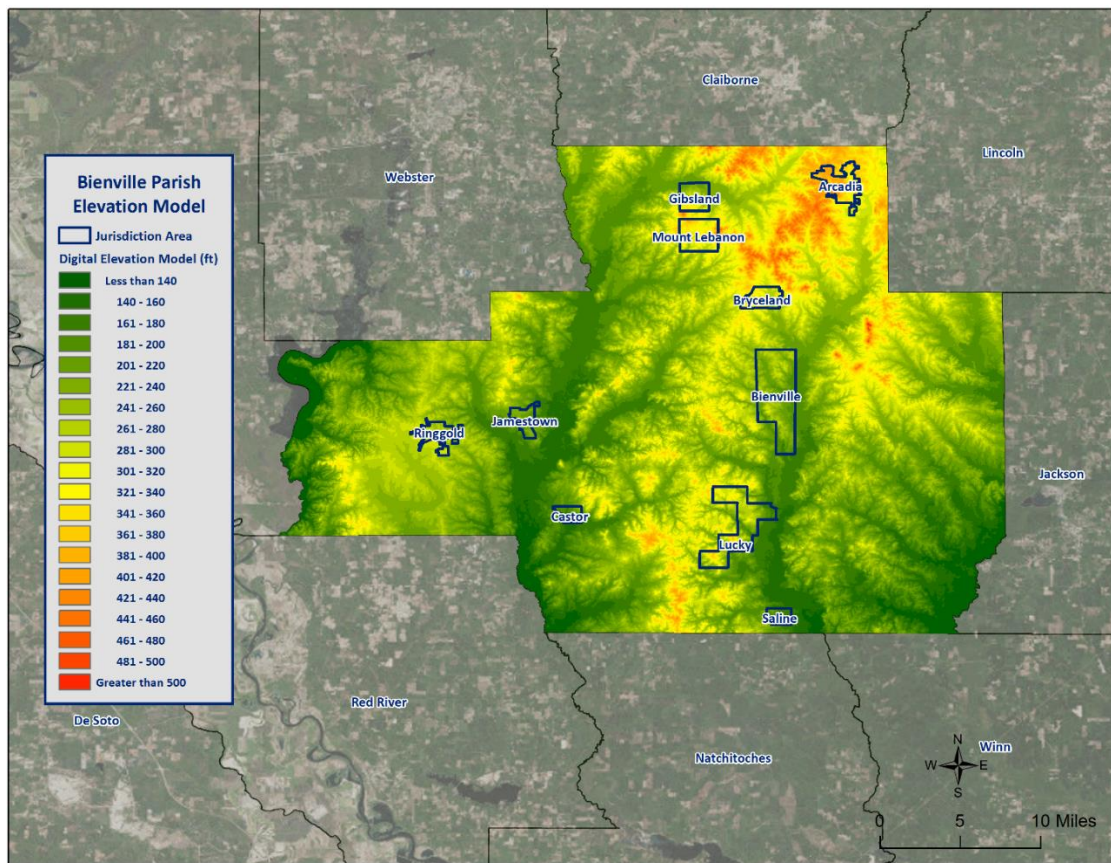 Claiborne
Lincoln
Webster
Bienville Parish
Elevation Model
Jurisdiction Area
Digital Elevation Model (ft)
Less than 140
140 - 160
161 - 180
181 - 200
201 - 220
221 - 240
241 - 260
261 - 280
281 - 300
301 - 320
321 - 340
341 - 360
361 - 380
381 - 400
401 - 420
421 - 440
441 - 460
461 - 480
481 - 500
Greater than 500
Arcadia
Gibsland
Mount Lebanon
Bryceland
Bienville
Jamestown
Ringgold
Jackson
Castor
Lucky
Saline
De Soto
Red River
Natchitoches
Winn
N
W E
S
0 5 10 Miles